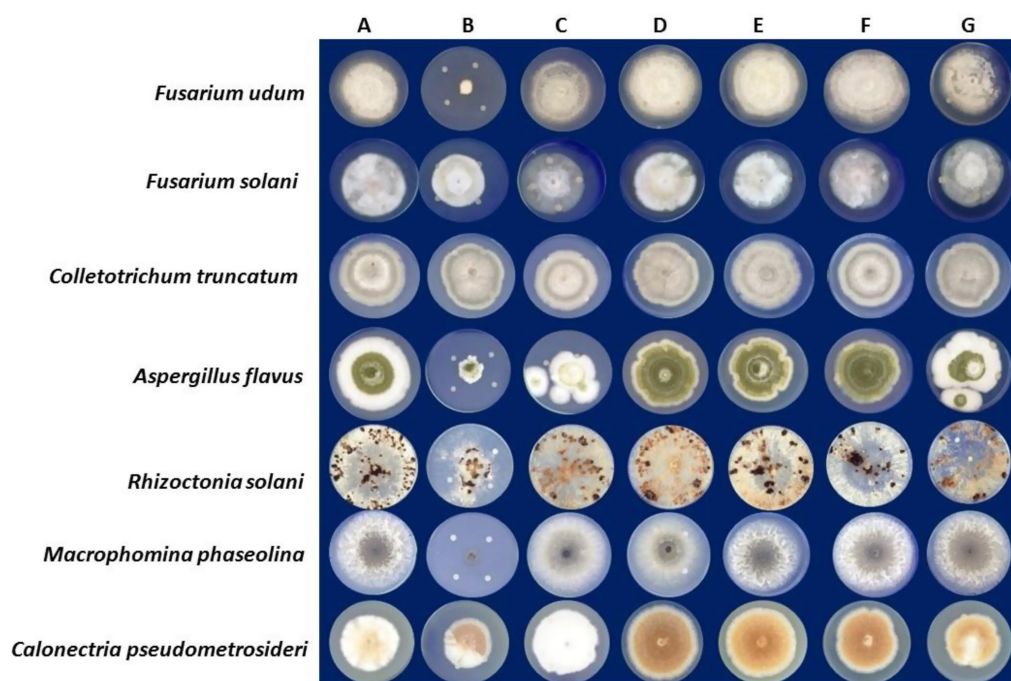 A B C D E F G
Fusarium udum
Fusarium solani
Colletotrichum truncatum
Aspergillus flavus
Rhizoctonia solani
Macrophomina phaseolina
Calonectria pseudometrosideri